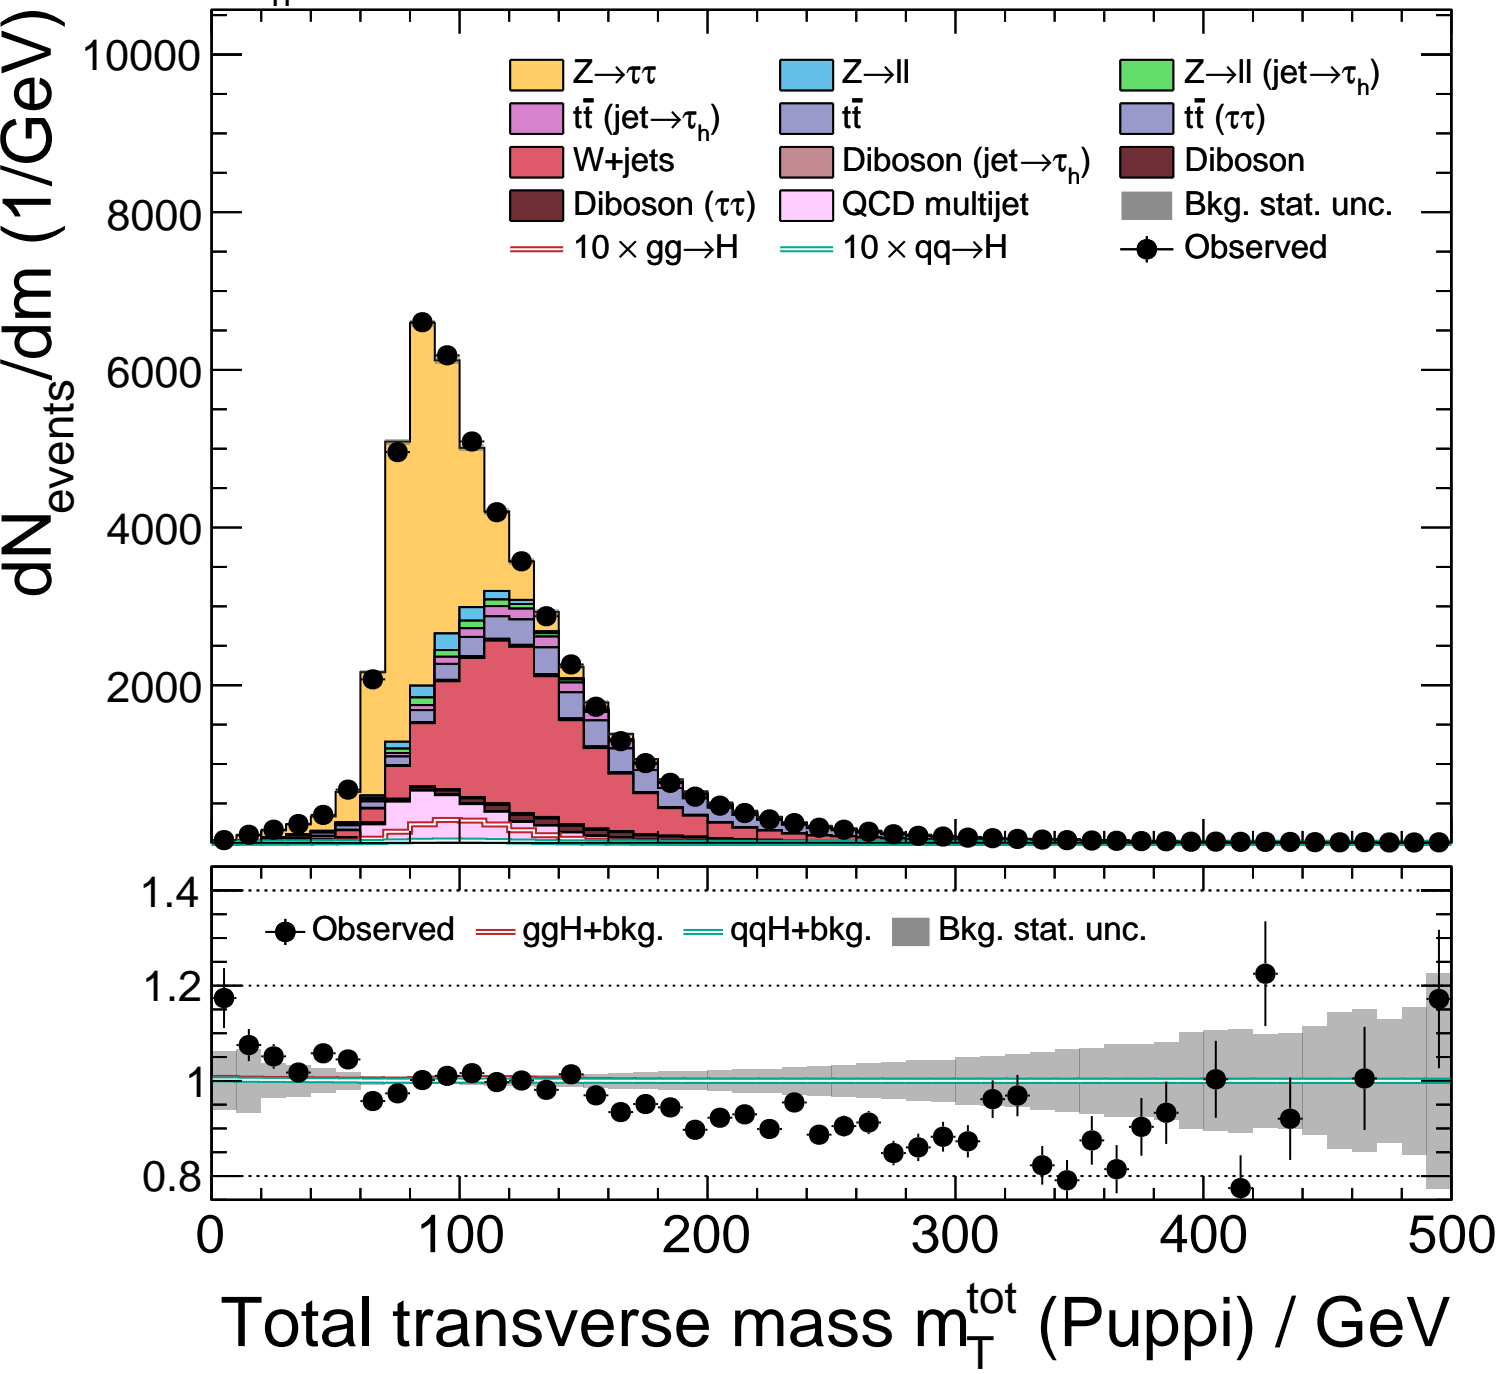 10000
8000
6000
4000
2000
dN_events/dm (1/GeV)
Z→ττ Z→ll Z→ll (jet→τ_h)
tt̄ (jet→τ_h) tt̄ tt̄ (ττ)
W+jets Diboson (jet→τ_h) Diboson
Diboson (ττ) QCD multijet Bkg. stat. unc.
10 × gg→H 10 × qq→H Observed
1.4
1.2
1
0.8
Observed ggH+bkg. qqH+bkg. Bkg. stat. unc.
0 100 200 300 400 500
Total transverse mass m_T^tot (Puppi) / GeV